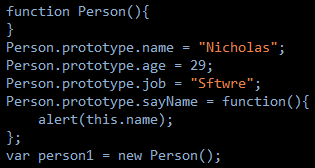 function Person(){
}
Person.prototype.name = "Nicholas";
Person.prototype.age = 29;
Person.prototype.job = "Sftwre";
Person.prototype.sayName = function(){
    alert(this.name);
};
var person1 = new Person();